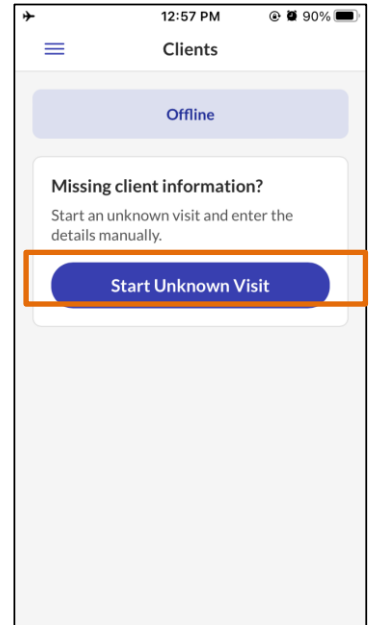 12:57 PM 90%
Clients
Offline
Missing client information?
Start an unknown visit and enter the
details manually.
Start Unknown Visit